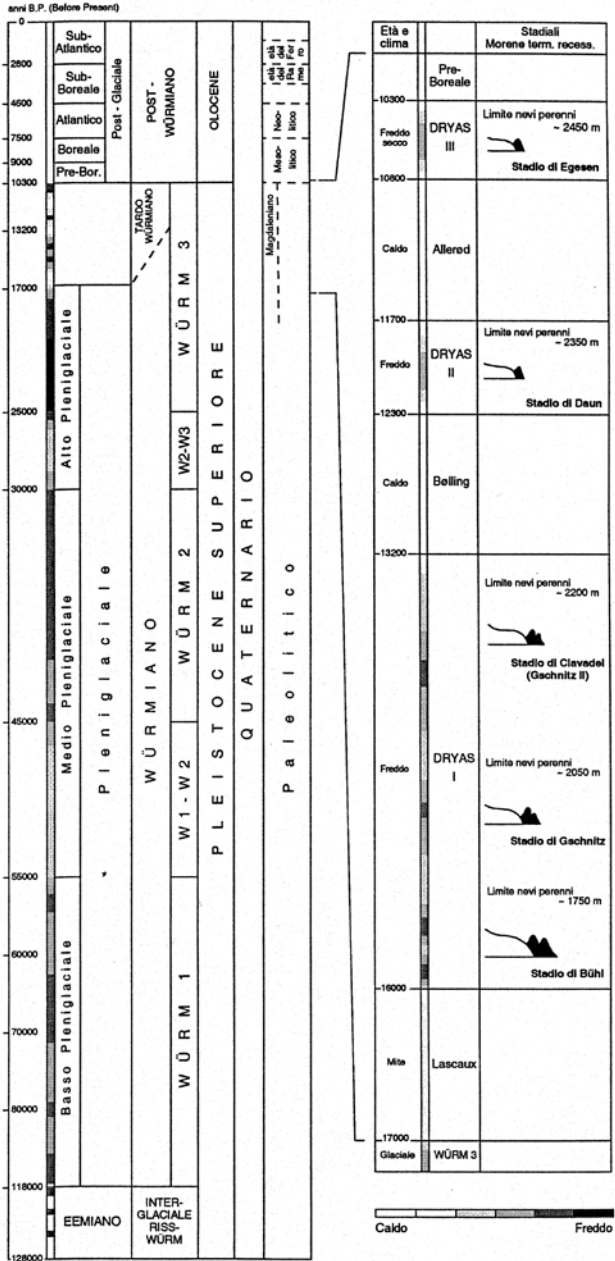 anni B.P. (Before Present)
0
2800
4600
7500
9000
10300
13200
17000
25000
30000
45000
55000
60000
70000
80000
118000
128000
Sub-
Atlantico
Sub-
Boreale
Atlantico
Boreale
Pre-Bor.
Post - Glaciale
POST -
WÜRMIANO
OLOCENE
età del Ferro
età del Rame
Neo- litico
Meso- litico
Alto Pleniglaciale
Medio Pleniglaciale
Basso Pleniglaciale
Pleniglaciale
TARDO
WÜRMIANO
WÜRMIANO
WÜRM 3
W2-W3
WÜRM 2
W1 - W2
WÜRM 1
PLEISTOCENE SUPERIORE
QUATERNARIO
Magdaleniano
Paleolitico
EEMIANO
INTER-
GLACIALE
RISS-
WÜRM
Età e
clima
Stadiali
Morene term. recess.
Pre-
Boreale
10300
Freddo
secco
DRYAS
III
Limite nevi perenni
~ 2450 m
Stadio di Egesen
10800
Caldo
Allerød
11700
Freddo
DRYAS
II
Limite nevi perenni
~ 2350 m
Stadio di Daun
12300
Caldo
Bølling
13200
Freddo
DRYAS
I
Limite nevi perenni
~ 2200 m
Stadio di Clavadel
(Gschnitz II)
Limite nevi perenni
~ 2050 m
Stadio di Gschnitz
Limite nevi perenni
~ 1750 m
Stadio di Bühl
16000
Mite
Lascaux
17000
Glaciale
WÜRM 3
Caldo
Freddo